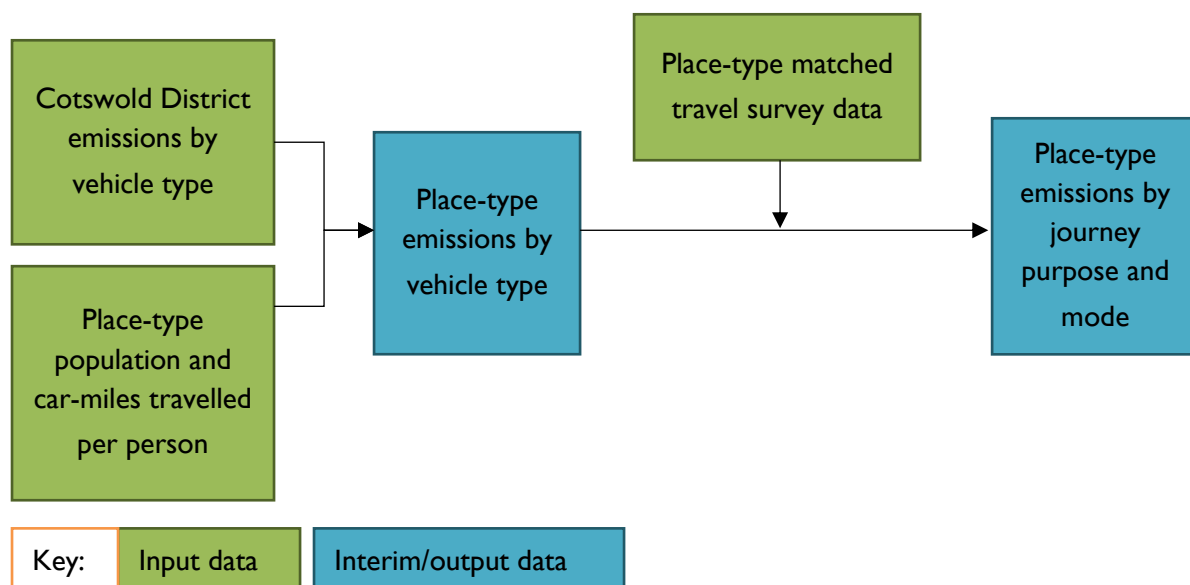 Cotswold District
emissions by
vehicle type
Place-type
population and
car-miles travelled
per person
Place-type
emissions by
vehicle type
Place-type matched
travel survey data
Place-type
emissions by
journey
purpose and
mode
Key:
Input data
Interim/output data